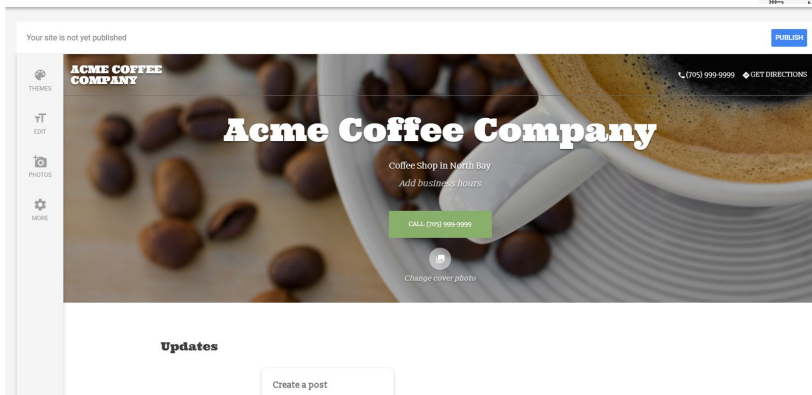 Your site is not yet published
PUBLISH
THEMES
EDIT
PHOTOS
MORE
ACME COFFEE
COMPANY
(705) 999-9999
GET DIRECTIONS
Acme Coffee Company
Coffee Shop in North Bay
Add business hours
CALL (705) 999-9999
Change cover photo
Updates
Create a post